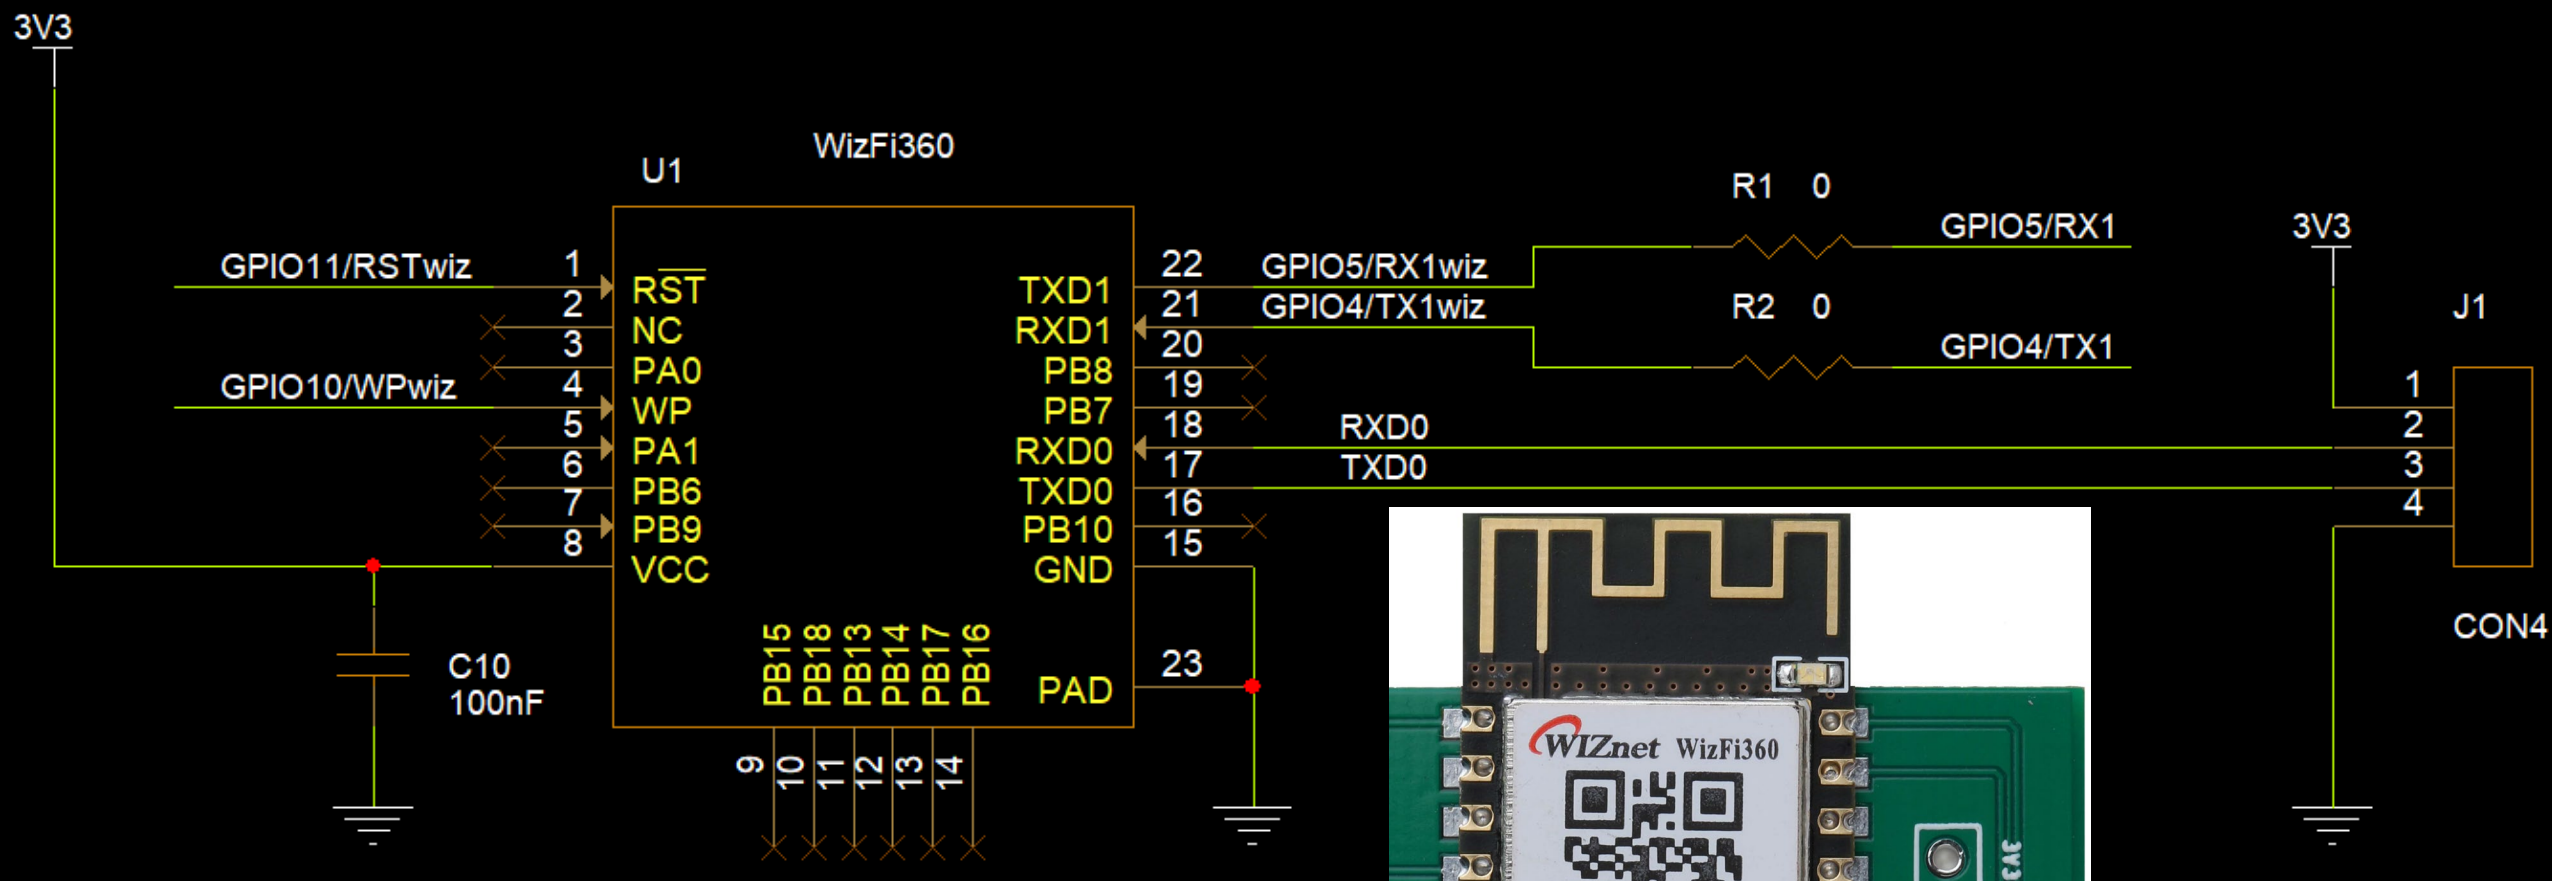 3V3
WizFi360
U1
GPIO11/RSTwiz
GPIO10/WPwiz
1
2
3
4
5
6
7
8
RST
NC
PA0
WP
PA1
PB6
PB9
VCC
TXD1
RXD1
PB8
PB7
RXD0
TXD0
PB10
GND
PAD
22
21
20
19
18
17
16
15
23
PB15
PB18
PB13
PB14
PB17
PB16
9
10
11
12
13
14
C10
100nF
GPIO5/RX1wiz
GPIO4/TX1wiz
R1 0
GPIO5/RX1
R2 0
GPIO4/TX1
RXD0
TXD0
3V3
J1
1
2
3
4
CON4
WIZnet WizFi360
3V3